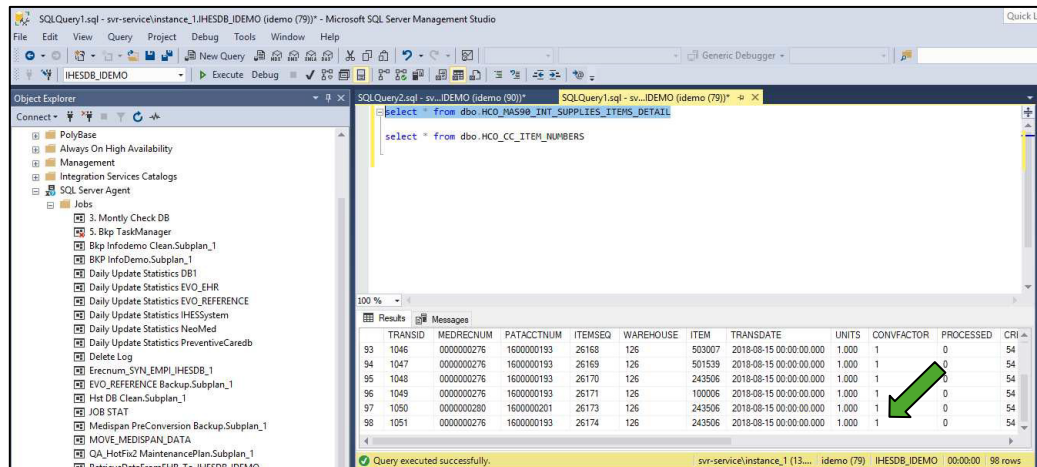 SQLQuery1.sql - svr-service\instance_1.IHESDB_IDEMO (idemo (79))* - Microsoft SQL Server Management Studio
Quick L
File Edit View Query Project Debug Tools Window Help
New Query
Generic Debugger
IHESDB_IDEMO
Execute Debug
Object Explorer
SQLQuery2.sql - sv...IDEMO (idemo (90))*
SQLQuery1.sql - sv...IDEMO (idemo (79))*
Connect
select * from dbo.HCO_MAS90_INT_SUPPLIES_ITEMS_DETAIL
select * from dbo.HCO_CC_ITEM_NUMBERS
PolyBase
Always On High Availability
Management
Integration Services Catalogs
SQL Server Agent
Jobs
3. Montly Check DB
5. Bkp TaskManager
Bkp Infodemo Clean.Subplan_1
BKP InfoDemo.Subplan_1
Daily Update Statistics DB1
Daily Update Statistics EVO_EHR
Daily Update Statistics EVO_REFERENCE
Daily Update Statistics IHESSystem
Daily Update Statistics NeoMed
Daily Update Statistics PreventiveCaredb
Delete Log
Erecnum_SYN_EMPI_IHESDB_1
EVO_REFERENCE Backup.Subplan_1
Hst DB Clean.Subplan_1
JOB STAT
Medispan PreConversion Backup.Subplan_1
MOVE_MEDISPAN_DATA
QA_HotFix2 MaintenancePlan.Subplan_1
100 %
Results Messages
TRANSID MEDRECNUM PATACCTNUM ITEMSEQ WAREHOUSE ITEM TRANSDATE UNITS CONVFACTOR PROCESSED CRI
93 1046 0000000276 1600000193 26168 126 503007 2018-08-15 00:00:00.000 1.000 1 0 54
94 1047 0000000276 1600000193 26169 126 501539 2018-08-15 00:00:00.000 1.000 1 0 54
95 1048 0000000276 1600000193 26170 126 243506 2018-08-15 00:00:00.000 1.000 1 0 54
96 1049 0000000276 1600000193 26171 126 100006 2018-08-15 00:00:00.000 1.000 1 0 54
97 1050 0000000280 1600000201 26173 126 243506 2018-08-15 00:00:00.000 1.000 1 0 54
98 1051 0000000276 1600000193 26174 126 243506 2018-08-15 00:00:00.000 1.000 1 0 54
Query executed successfully.
svr-service\instance_1 (13.... idemo (79) IHESDB_IDEMO 00:00:00 98 rows